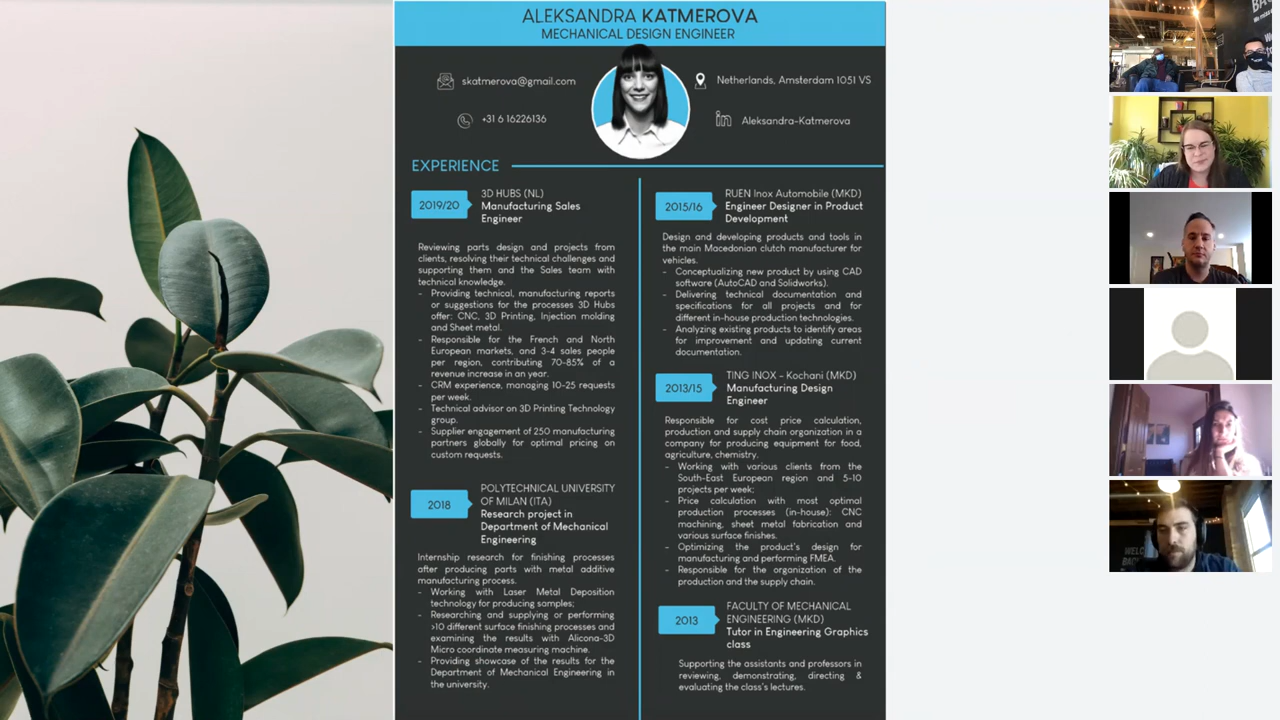 ALEKSANDRA KATMEROVA
MECHANICAL DESIGN ENGINEER
skatmerova@gmail.com
+31 6 16226136
Netherlands, Amsterdam 1051 VS
in Aleksandra-Katmerova
EXPERIENCE
2019/20
3D HUBS (NL)
Manufacturing Sales
Engineer
Reviewing parts design and projects from
clients, resolving their technical challenges and
supporting them and the Sales team with
technical knowledge.
- Providing technical, manufacturing reports
or suggestions for the processes 3D Hubs
offer: CNC, 3D Printing, Injection molding
and Sheet metal.
- Responsible for the French and North
European markets, and 3-4 sales people
per region, contributing 70-85% of a
revenue increase in an year.
- CRM experience, managing 10-25 requests
per week.
- Technical advisor on 3D Printing Technology
group.
- Supplier engagement of 250 manufacturing
partners globally for optimal pricing on
custom requests.
2018
POLYTECHNICAL UNIVERSITY
OF MILAN (ITA)
Research project in
Department of Mechanical
Engineering
Internship research for finishing processes
after producing parts with metal additive
manufacturing process.
- Working with Laser Metal Deposition
technology for producing samples;
- Researching and supplying or performing
>10 different surface finishing processes and
examining the results with Alicona-3D
Micro coordinate measuring machine.
- Providing showcase of the results for the
Department of Mechanical Engineering in
the university.
2015/16
RUEN Inox Automobile (MKD)
Engineer Designer in Product
Development
Design and developing products and tools in
the main Macedonian clutch manufacturer for
vehicles.
- Conceptualizing new product by using CAD
software (AutoCAD and Solidworks).
- Delivering technical documentation and
specifications for all projects and for
different in-house production technologies.
- Analyzing existing products to identify areas
for improvement and updating current
documentation.
2013/15
TING INOX - Kochani (MKD)
Manufacturing Design
Engineer
Responsible for cost price calculation,
production and supply chain organization in a
company for producing equipment for food,
agriculture, chemistry.
- Working with various clients from the
South-East European region and 5-10
projects per week;
- Price calculation with most optimal
production processes (in-house): CNC
machining, sheet metal fabrication and
various surface finishes.
- Optimizing the product's design for
manufacturing and performing FMEA.
- Responsible for the organization of the
production and the supply chain.
2013
FACULTY OF MECHANICAL
ENGINEERING (MKD)
Tutor in Engineering Graphics
class
Supporting the assistants and professors in
reviewing, demonstrating, directing &
evaluating the class's lectures.